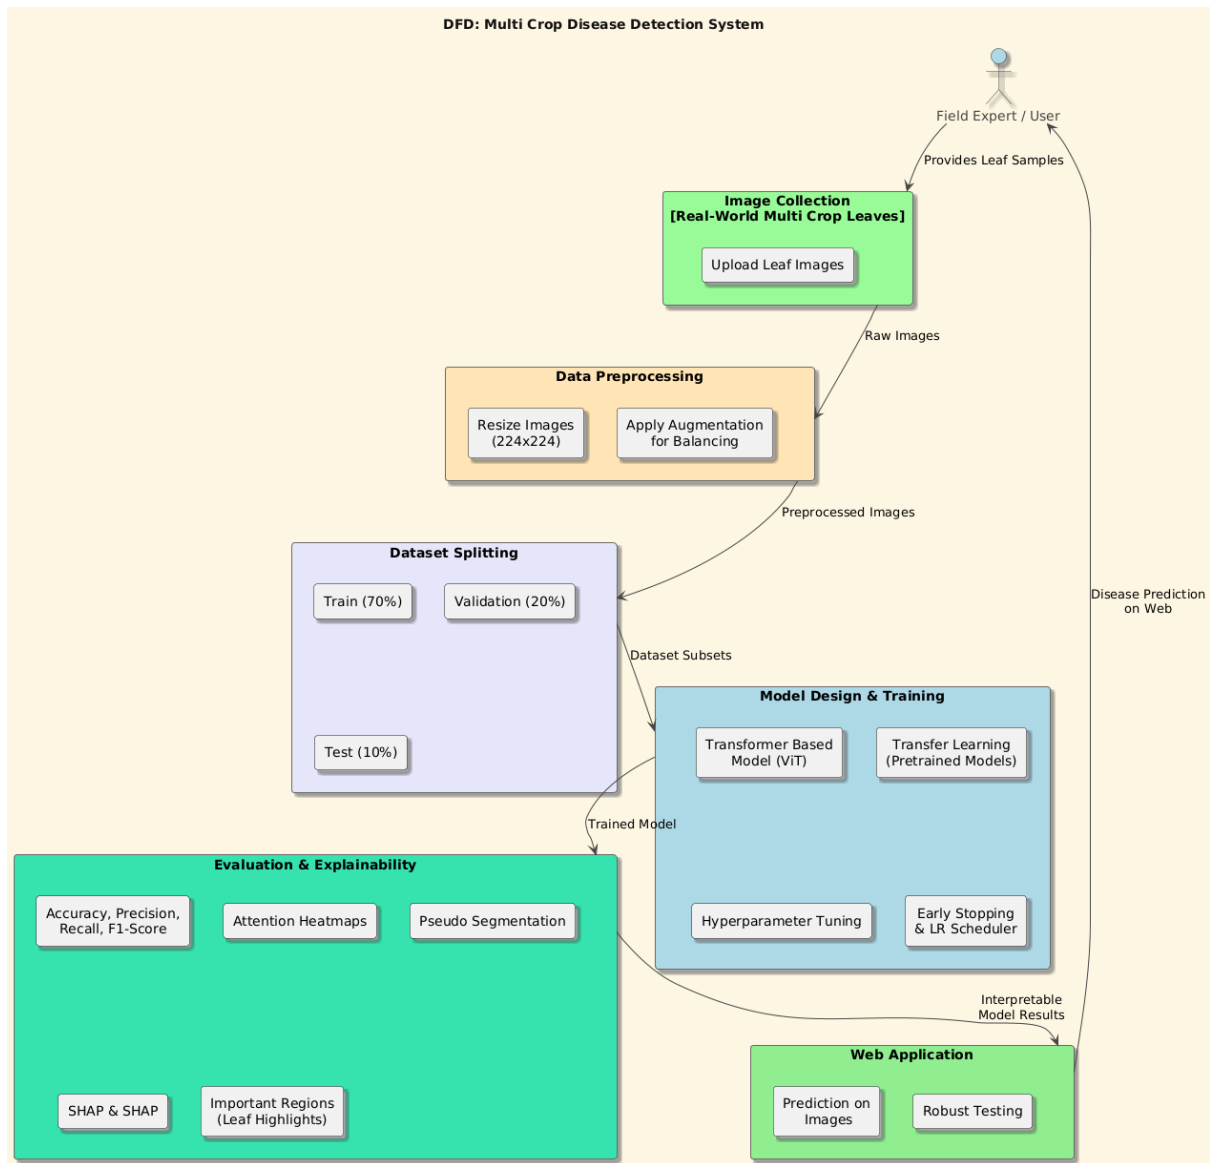 DFD: Multi Crop Disease Detection System
Field Expert / User
Provides Leaf Samples
Image Collection
[Real-World Multi Crop Leaves]
Upload Leaf Images
Raw Images
Data Preprocessing
Resize Images
(224x224)
Apply Augmentation
for Balancing
Preprocessed Images
Dataset Splitting
Train (70%)
Validation (20%)
Test (10%)
Disease Prediction
on Web
Dataset Subsets
Model Design & Training
Transformer Based
Model (ViT)
Transfer Learning
(Pretrained Models)
Hyperparameter Tuning
Early Stopping
& LR Scheduler
Trained Model
Evaluation & Explainability
Accuracy, Precision,
Recall, F1-Score
Attention Heatmaps
Pseudo Segmentation
SHAP & SHAP
Important Regions
(Leaf Highlights)
Interpretable
Model Results
Web Application
Prediction on
Images
Robust Testing